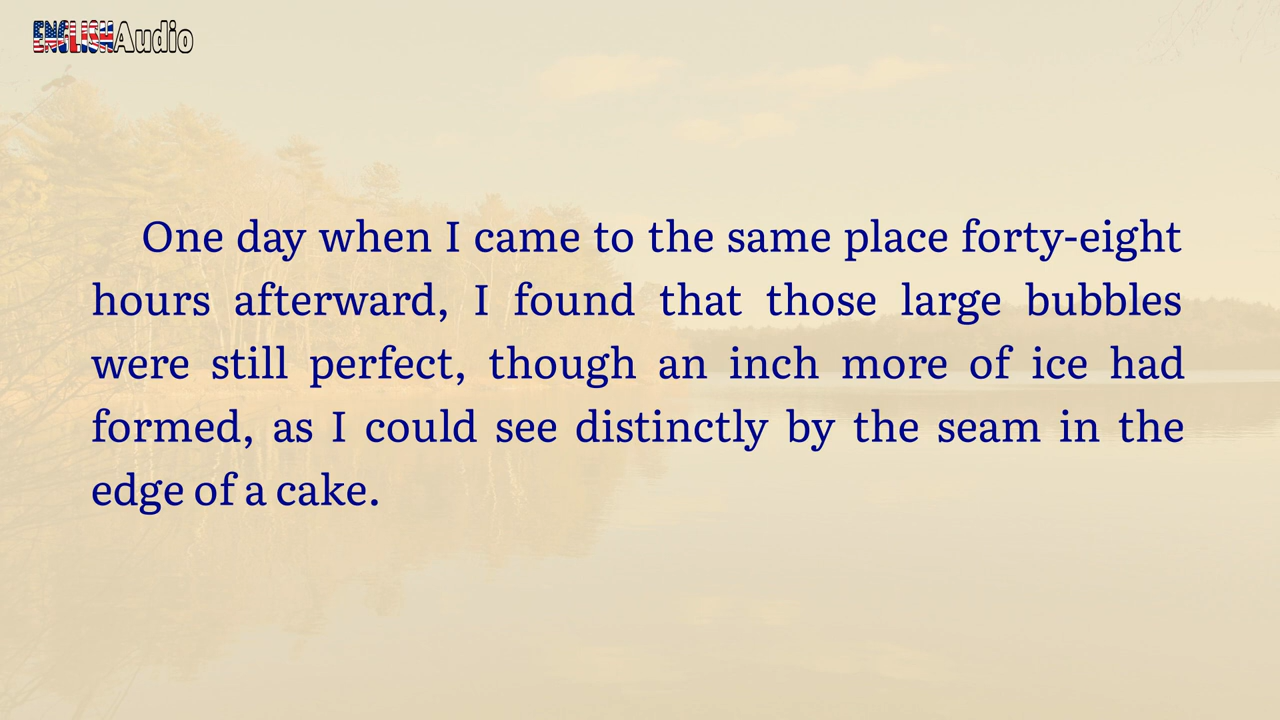 ENGLISHAudio
One day when I came to the same place forty-eight
hours afterward, I found that those large bubbles
were still perfect, though an inch more of ice had
formed, as I could see distinctly by the seam in the
edge of a cake.